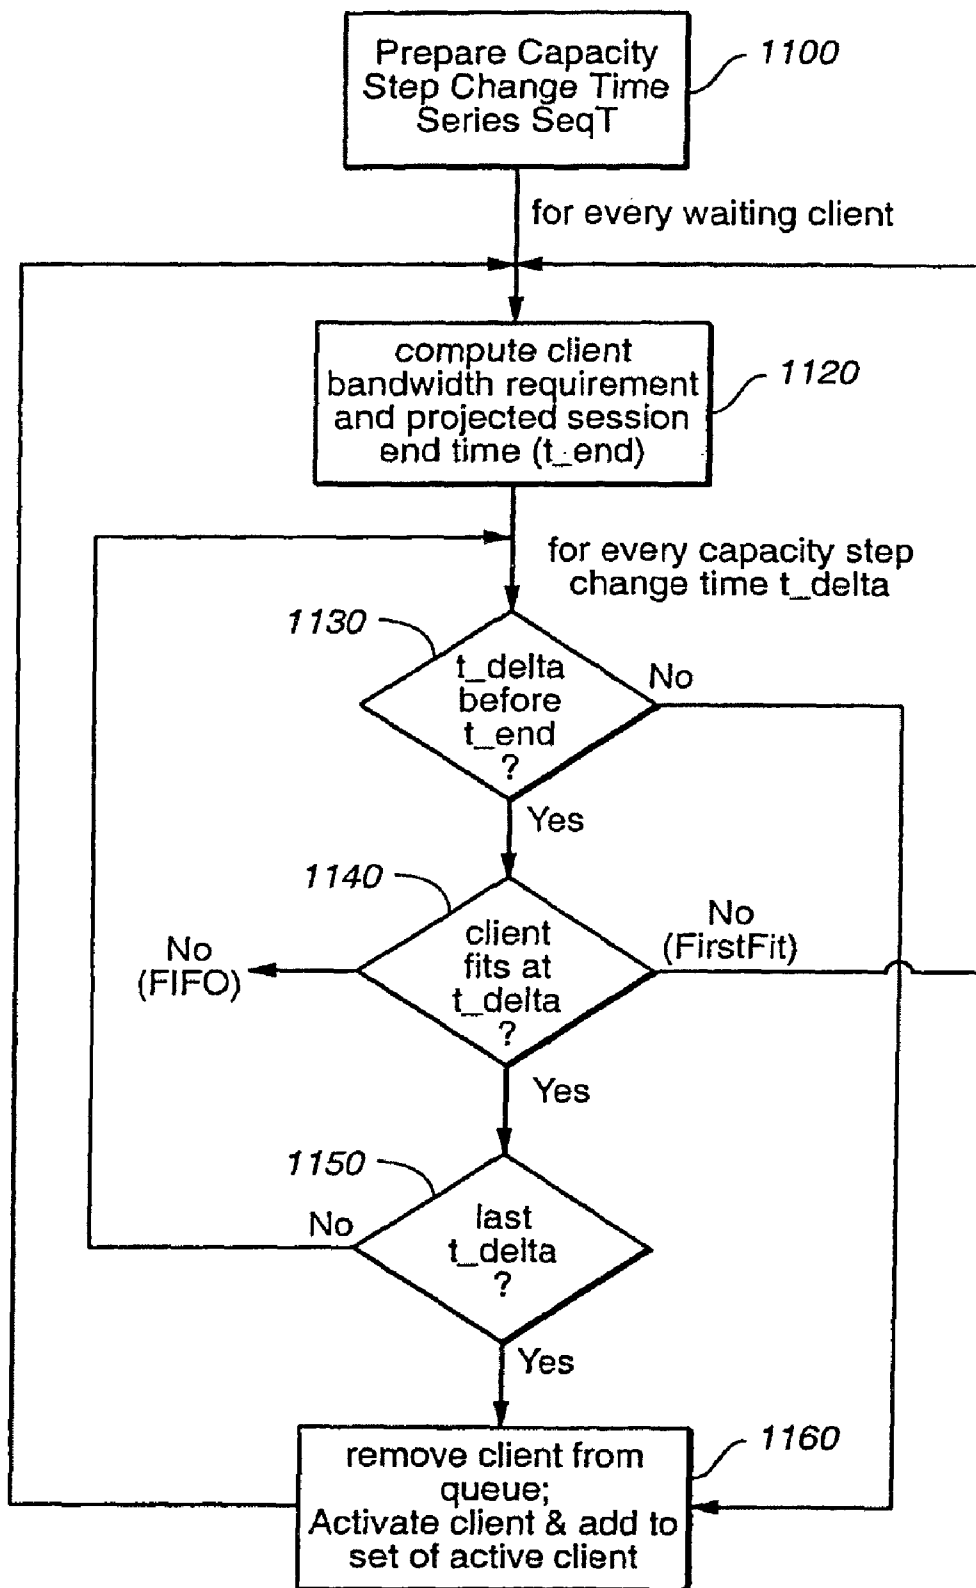 Prepare Capacity
Step Change Time
Series SeqT
1100
for every waiting client
compute client
bandwidth requirement
and projected session
end time (t_end)
1120
for every capacity step
change time t_delta
1130
t_delta
before
t_end
?
No
Yes
1140
client
fits at
t_delta
?
No
(FIFO)
No
(FirstFit)
Yes
1150
last
t_delta
?
No
Yes
remove client from
queue;
Activate client & add to
set of active client
1160